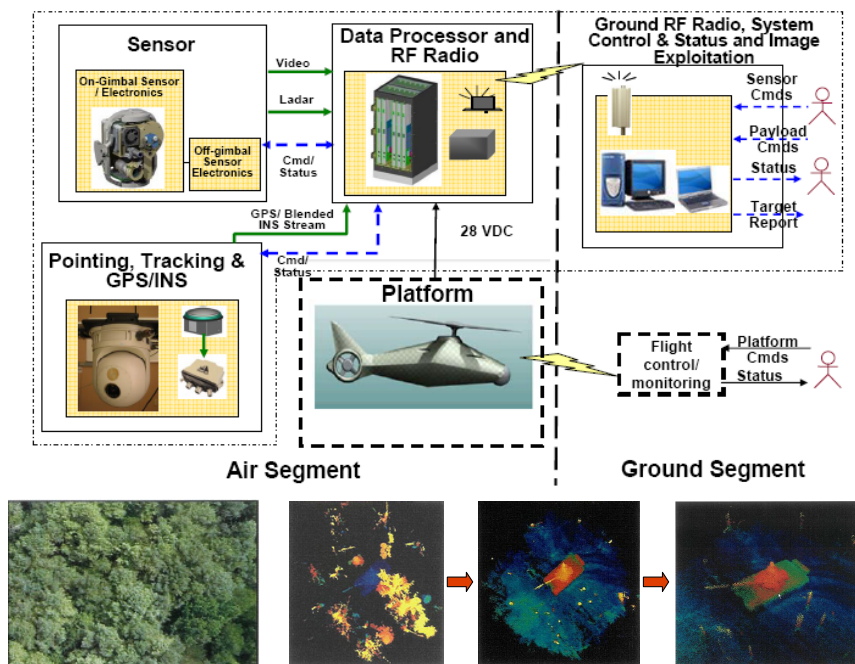 Sensor
On-Gimbal Sensor
/ Electronics
Off-gimbal
Sensor
Electronics
Video
Ladar
Cmd/
Status
Data Processor and
RF Radio
Ground RF Radio, System
Control & Status and Image
Exploitation
Sensor
Cmds
Payload
Cmds
Status
Target
Report
GPS/ Blended
INS Stream
28 VDC
Cmd/
Status
Pointing, Tracking &
GPS/INS
Platform
Flight
control/
monitoring
Platform
Cmds
Status
Air Segment
Ground Segment